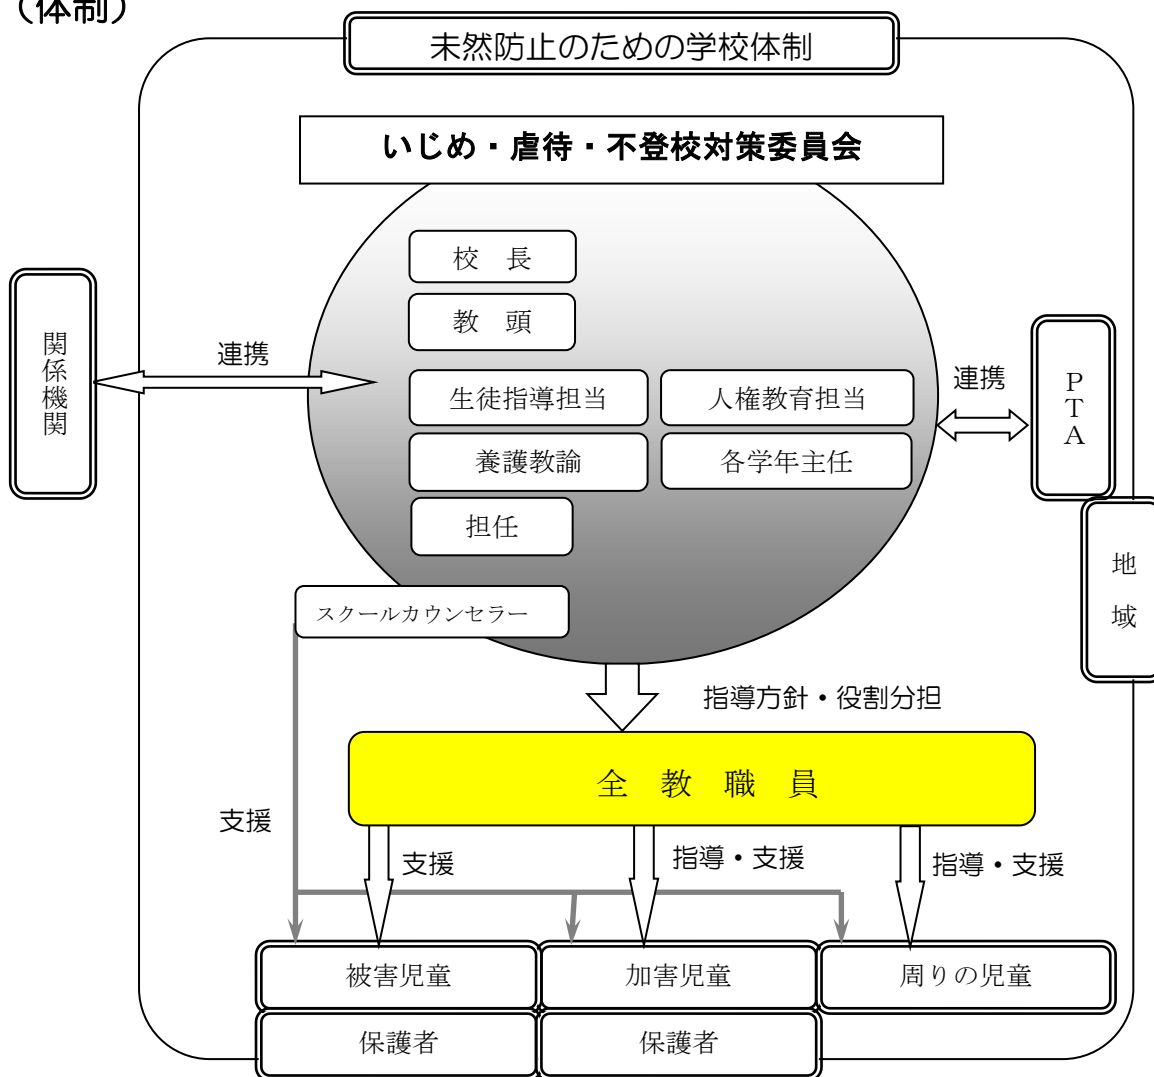 （体制）
未然防止のための学校体制
いじめ・虐待・不登校対策委員会
校　長
教　頭
関係機関
連携
生徒指導担当
人権教育担当
連携
PTA
養護教諭
各学年主任
担任
地域
スクールカウンセラー
指導方針・役割分担
全　教　職　員
支援
支援
指導・支援
指導・支援
被害児童
加害児童
周りの児童
保護者
保護者